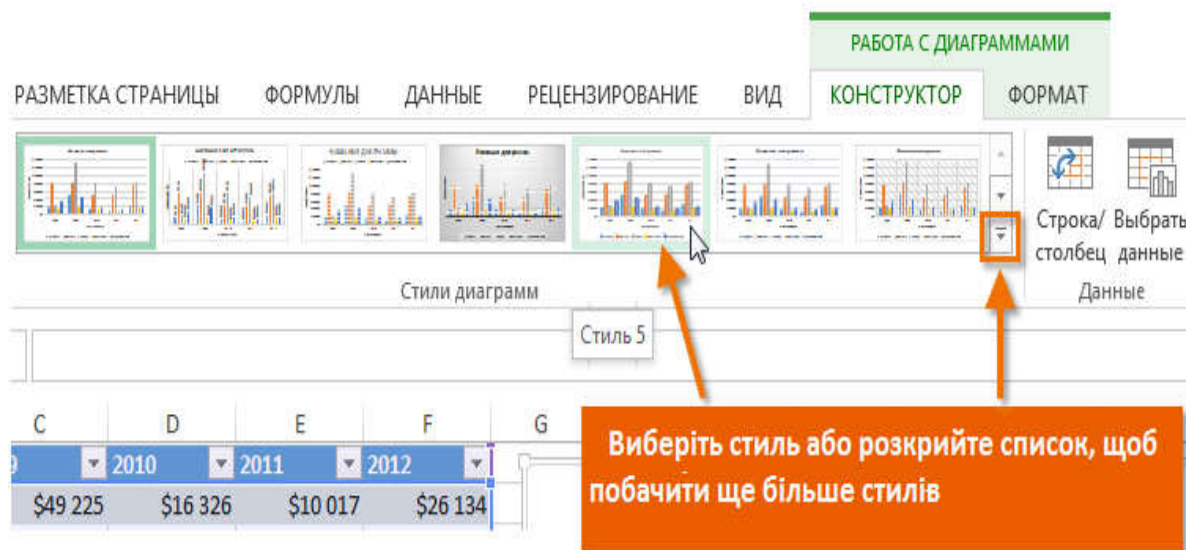 РАБОТА С ДИАГРАММАМИ
РАЗМЕТКА СТРАНИЦЫ ФОРМУЛЫ ДАННЫЕ РЕЦЕНЗИРОВАНИЕ ВИД КОНСТРУКТОР ФОРМАТ
Строка/ Выбрать
столбец данные
Стили диаграмм Данные
Стиль 5
C D E F G
2010 2011 2012
$49 225 $16 326 $10 017 $26 134
Виберіть стиль або розкрийте список, щоб
побачити ще більше стилів